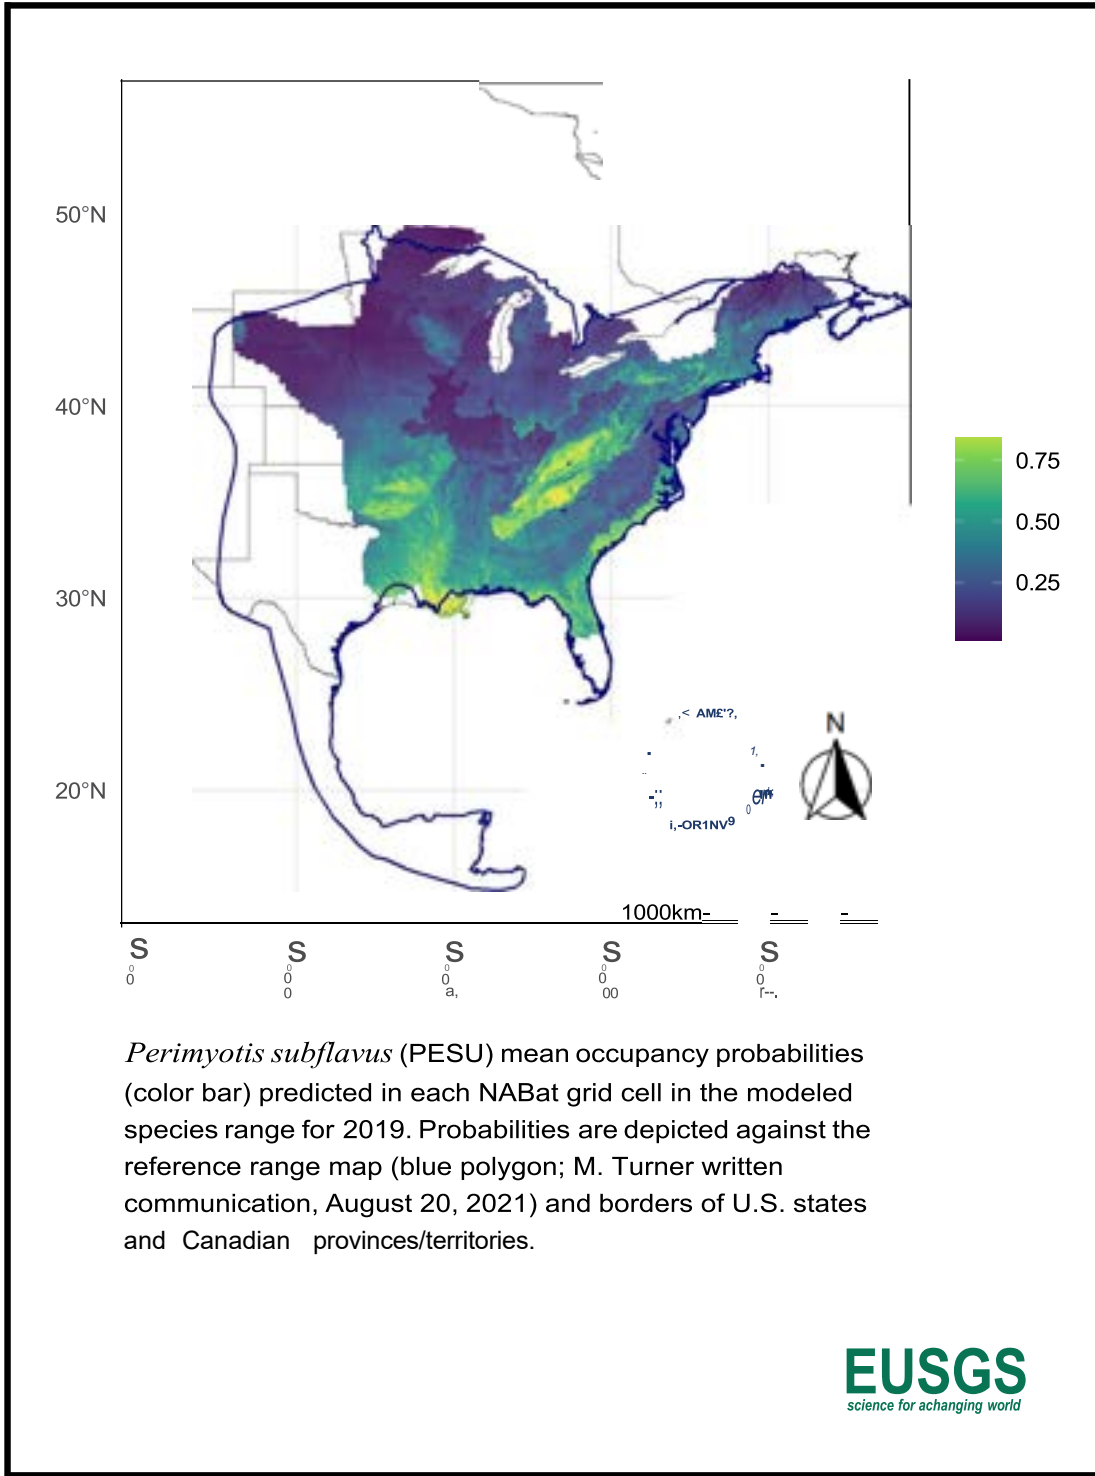 50°N
40°N
30°N
20°N
0.75
0.50
0.25
,< AM£'?,
N
1,
i,-OR1NV9
1000km-
S S S S S
Perimyotis subflavus (PESU) mean occupancy probabilities
(color bar) predicted in each NABat grid cell in the modeled
species range for 2019. Probabilities are depicted against the
reference range map (blue polygon; M. Turner written
communication, August 20, 2021) and borders of U.S. states
and Canadian provinces/territories.
EUSGS
science for achanging world